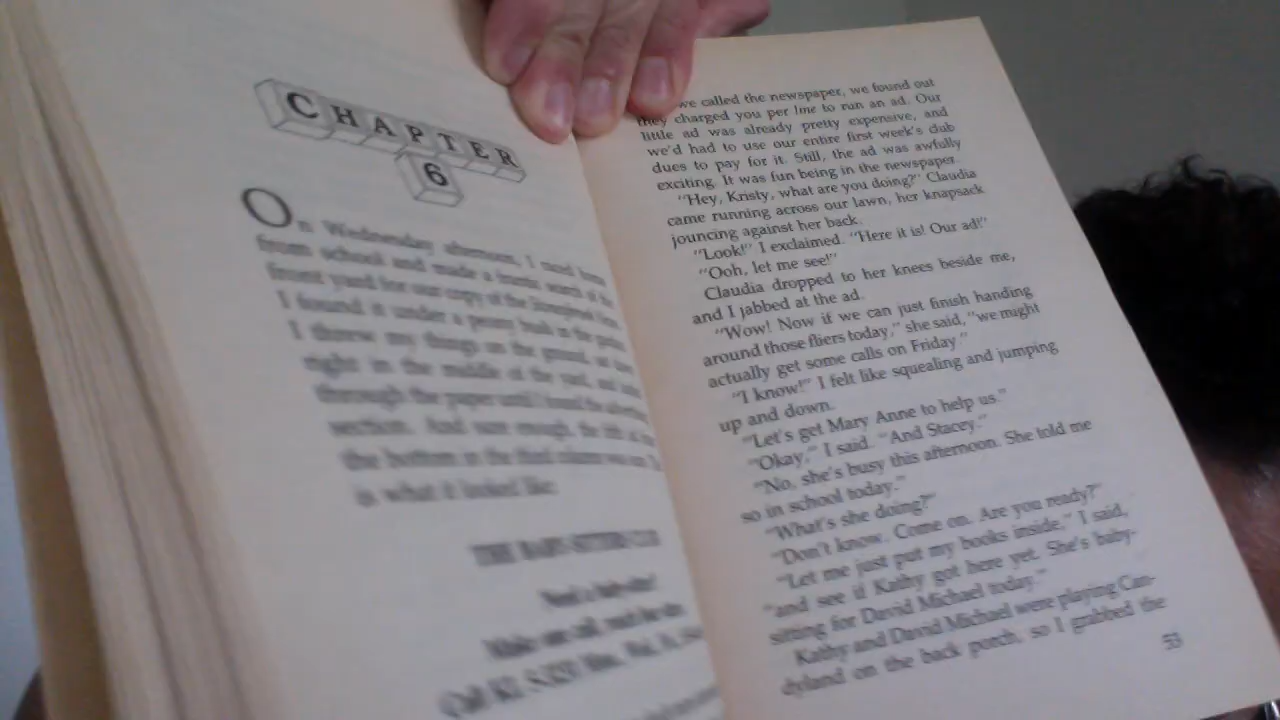 CHAPTER
6
On Wednesday afternoon, I raced home
from school and made a frantic search of the
front yard for our copy of the
I found it under a peony bush in the garden.
I threw my things on the ground, sat down
right in the middle of the yard, and
through the paper until I found the
section. And sure enough, the
the bottom in the third column was
is what it looked like:
THE BABY-SITTERS CLUB
Need a baby-sitter?
we called the newspaper, we found out
they charged you per line to run an ad. Our
little ad was already pretty expensive, and
we'd had to use our entire first week's club
dues to pay for it. Still, the ad was awfully
exciting. It was fun being in the newspaper.
"Hey, Kristy, what are you doing?" Claudia
came running across our lawn, her knapsack
jouncing against her back.
"Look!" I exclaimed. "Here it is! Our ad!"
"Ooh, let me see!"
Claudia dropped to her knees beside me,
and I jabbed at the ad.
"Wow! Now if we can just finish handing
around those fliers today," she said, "we might
actually get some calls on Friday."
"I know!" I felt like squealing and jumping
up and down.
"Let's get Mary Anne to help us."
"Okay," I said. "And Stacey."
"No, she's busy this afternoon. She told me
so in school today."
"What's she doing?"
"Don't know. Come on. Are you ready?"
"Let me just put my books inside," I said,
"and see if Kathy got here yet. She's baby-
sitting for David Michael today."
Kathy and David Michael were playing Can-
dyland on the back porch, so I grabbed the
53